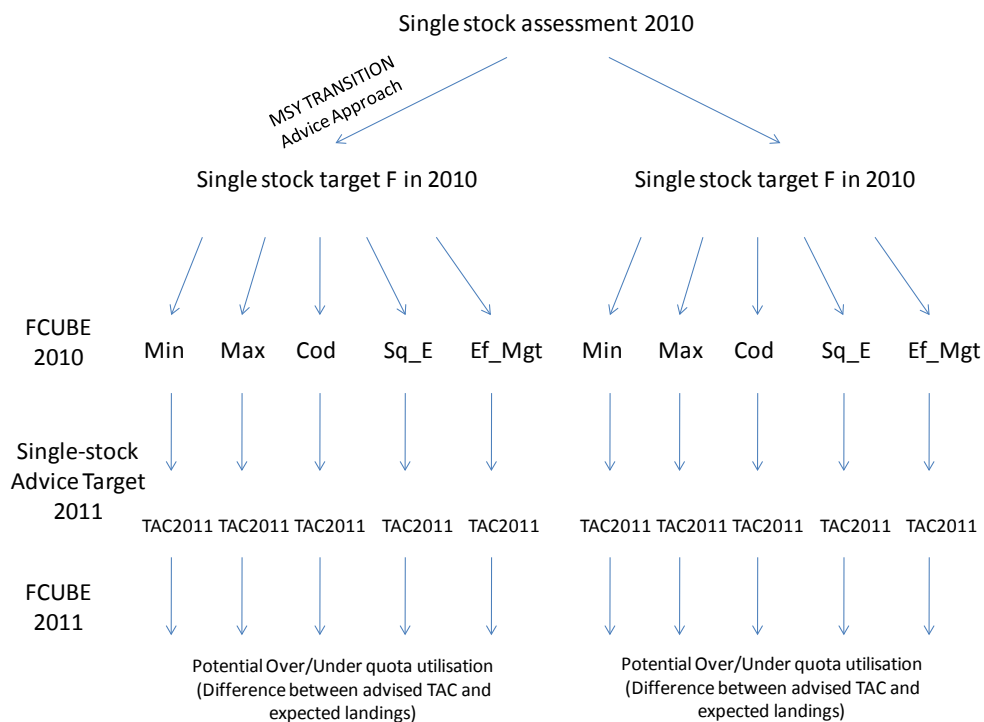 Single stock assessment 2010
MSY TRANSITION
Advice Approach
Single stock target F in 2010
Single stock target F in 2010
FCUBE
2010
Min Max Cod Sq_E Ef_Mgt Min Max Cod Sq_E Ef_Mgt
Single-stock
Advice Target
2011
TAC2011 TAC2011 TAC2011 TAC2011 TAC2011 TAC2011 TAC2011 TAC2011 TAC2011 TAC2011
FCUBE
2011
Potential Over/Under quota utilisation
(Difference between advised TAC and
expected landings)
Potential Over/Under quota utilisation
(Difference between advised TAC and
expected landings)